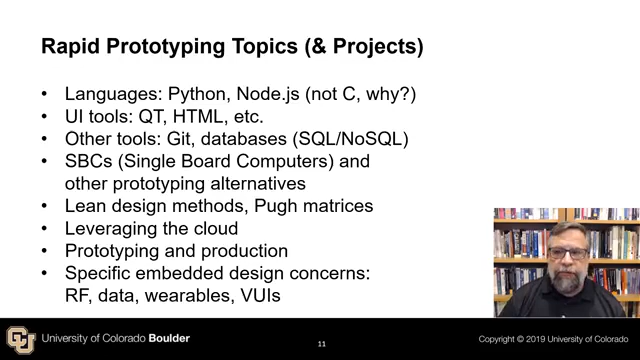 Rapid Prototyping Topics (& Projects)
• Languages: Python, Node.js (not C, why?)
• UI tools: QT, HTML, etc.
• Other tools: Git, databases (SQL/NoSQL)
• SBCs (Single Board Computers) and
other prototyping alternatives
• Lean design methods, Pugh matrices
• Leveraging the cloud
• Prototyping and production
• Specific embedded design concerns:
RF, data, wearables, VUIs
CU
University of Colorado Boulder
11
Copyright © 2019 University of Colorado